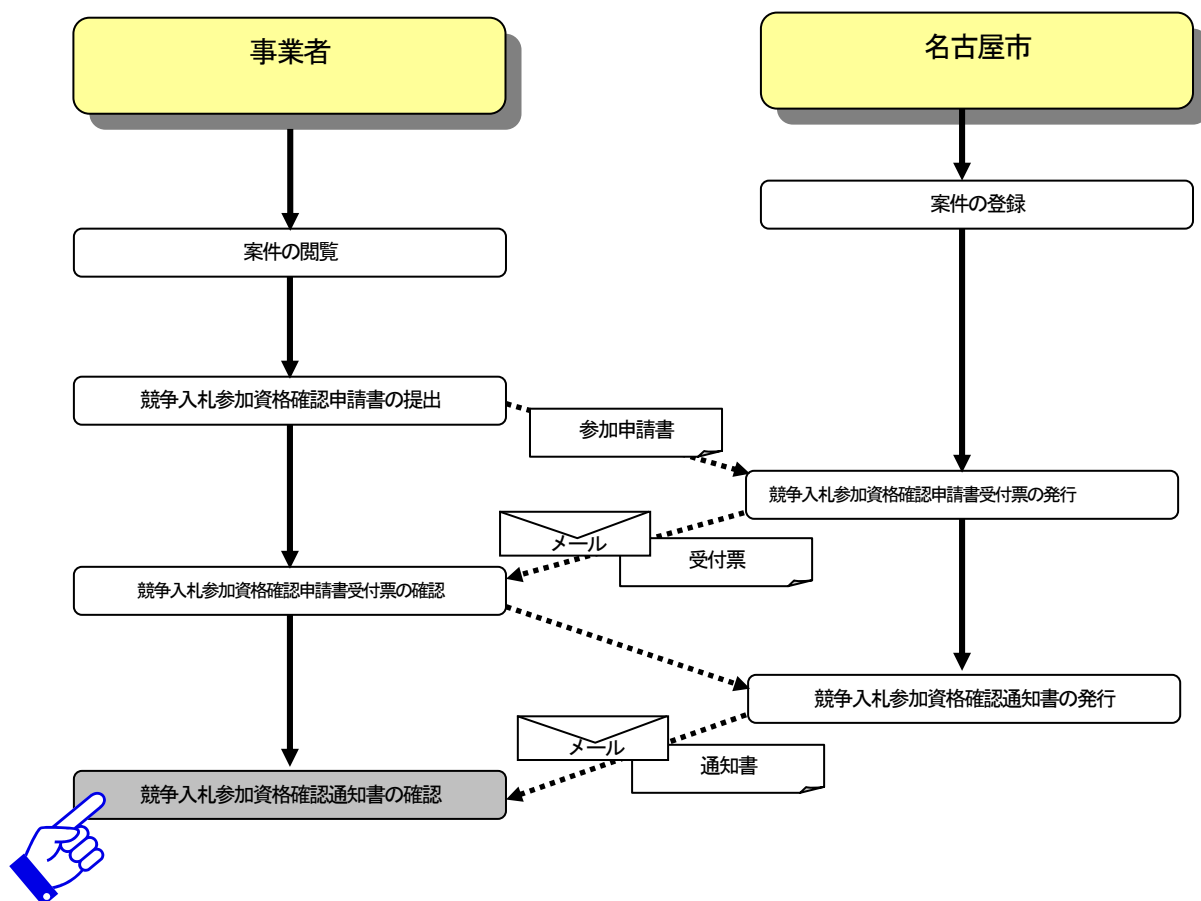 事業者
名古屋市
案件の登録
案件の閲覧
競争入札参加資格確認申請書の提出
参加申請書
競争入札参加資格確認申請書受付票の発行
メール
受付票
競争入札参加資格確認申請書受付票の確認
競争入札参加資格確認通知書の発行
メール
通知書
競争入札参加資格確認通知書の確認